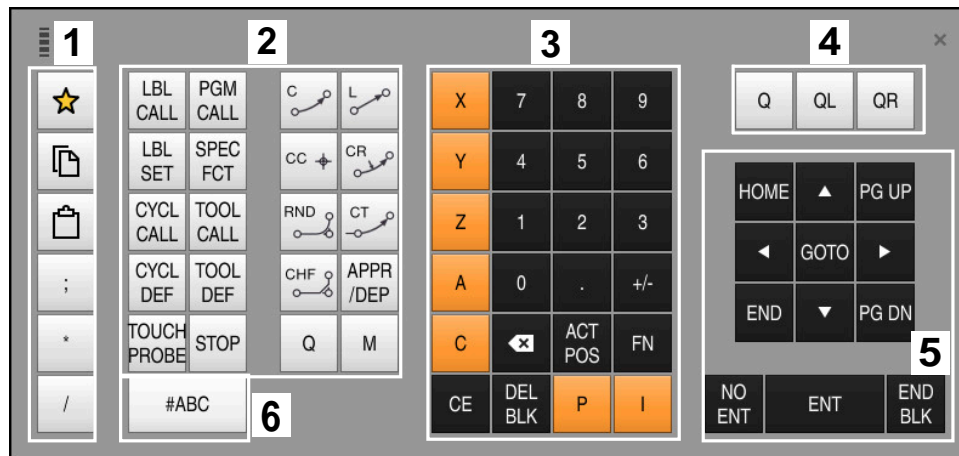 1
2
3
4
LBL CALL
PGM CALL
C
L
X
7
8
9
Q
QL
QR
LBL SET
SPEC FCT
CC
CR
Y
4
5
6
HOME
PG UP
CYCL CALL
TOOL CALL
RND
CT
Z
1
2
3
GOTO
;
CYCL DEF
TOOL DEF
CHF
APPR /DEP
A
0
.
+/-
END
PG DN
*
TOUCH PROBE
STOP
Q
M
C
ACT POS
FN
5
/
#ABC
6
CE
DEL BLK
P
I
NO ENT
ENT
END BLK